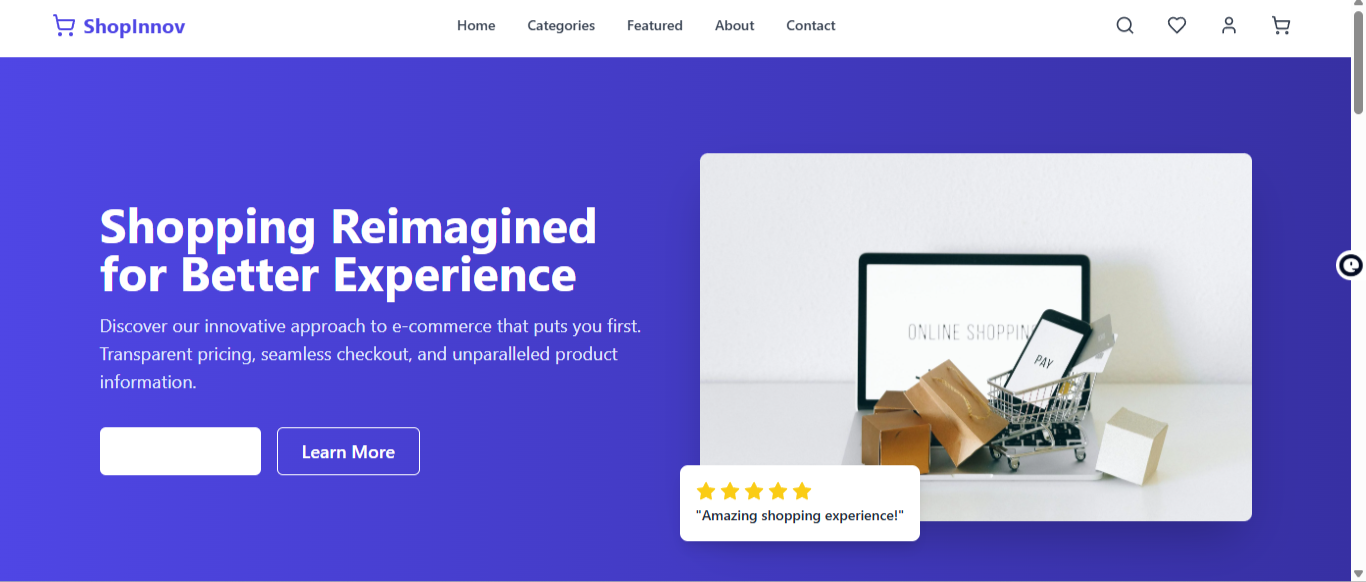 ShopInnov
Home
Categories
Featured
About
Contact
Shopping Reimagined
for Better Experience
Discover our innovative approach to e-commerce that puts you first.
Transparent pricing, seamless checkout, and unparalleled product
information.
Learn More
ONLINE SHOPPIN
PAY
"Amazing shopping experience!"